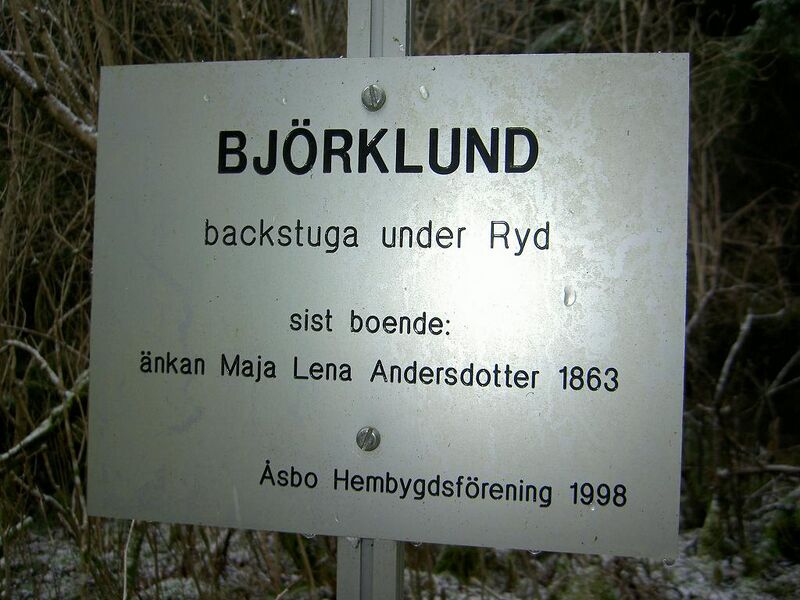 BJÖRKLUND
backstuga under Ryd
sist boende:
änkan Maja Lena Andersdotter 1863
Åsbo Hembygdsförening 1998